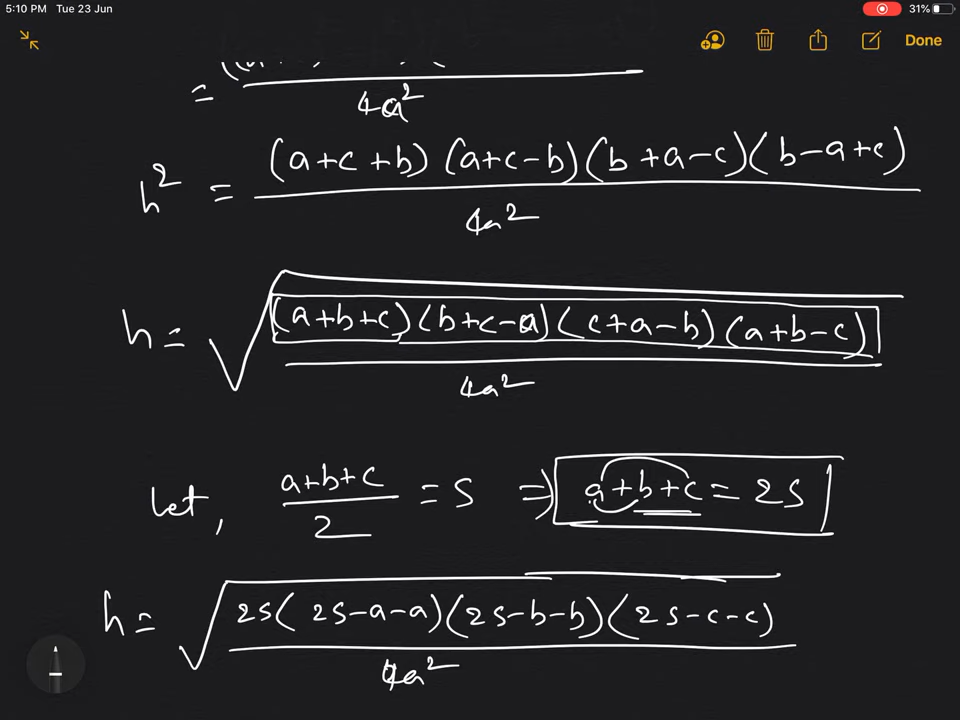 5:10 PM Tue 23 Jun 31%
Done
= / 4a²
h² = (a+c+b)(a+c-b)(b+a-c)(b-a+c) / 4a²
h = √((a+b+c)(b+c-a)(c+a-b)(a+b-c) / 4a²)
let, (a+b+c)/2 = S ⇒ a+b+c = 2S
h = √(2S(2S-a-a)(2S-b-b)(2S-c-c) / 4a²)